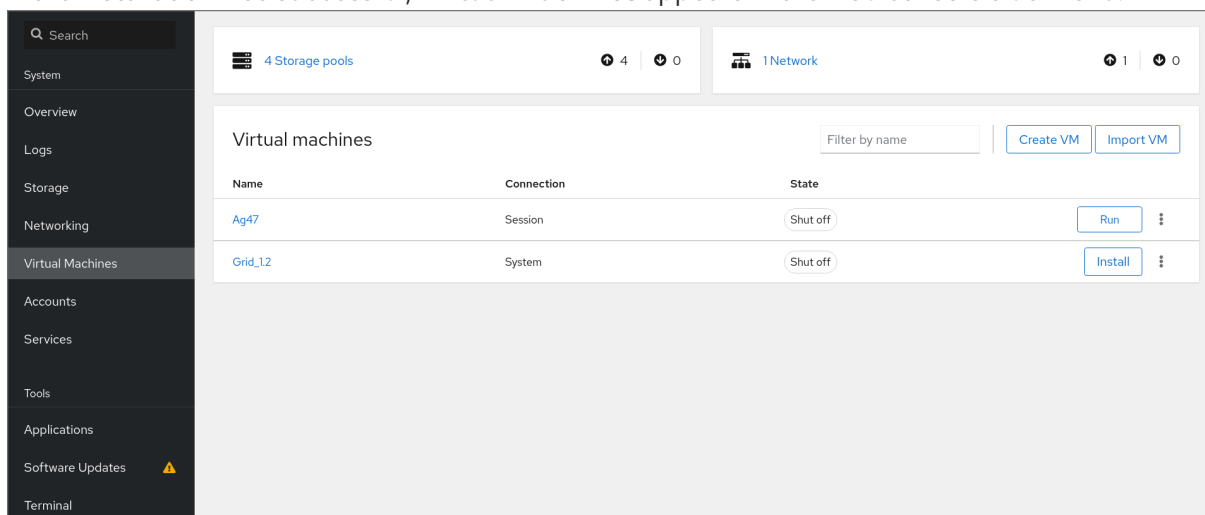 Search
System
Overview
Logs
Storage
Networking
Virtual Machines
Accounts
Services
Tools
Applications
Software Updates
Terminal
4 Storage pools 4 0
1 Network 1 0
Virtual machines Filter by name Create VM Import VM
Name Connection State
Ag47 Session Shut off Run
Grid_1.2 System Shut off Install